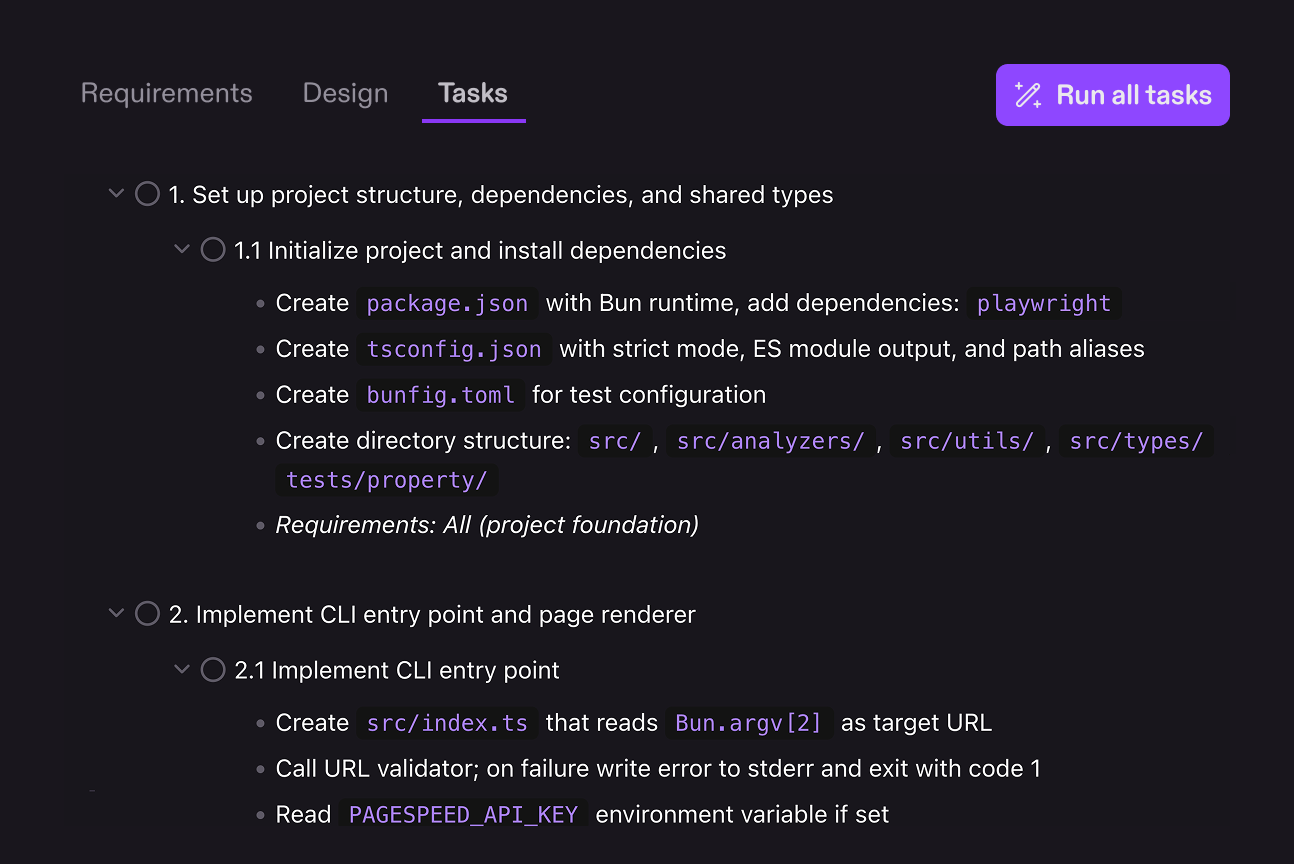 Requirements Design Tasks Run all tasks
1. Set up project structure, dependencies, and shared types
1.1 Initialize project and install dependencies
Create package.json with Bun runtime, add dependencies: playwright
Create tsconfig.json with strict mode, ES module output, and path aliases
Create bunfig.toml for test configuration
Create directory structure: src/ , src/analyzers/ , src/utils/ , src/types/
tests/property/
Requirements: All (project foundation)
2. Implement CLI entry point and page renderer
2.1 Implement CLI entry point
Create src/index.ts that reads Bun.argv[2] as target URL
Call URL validator; on failure write error to stderr and exit with code 1
Read PAGESPEED_API_KEY environment variable if set